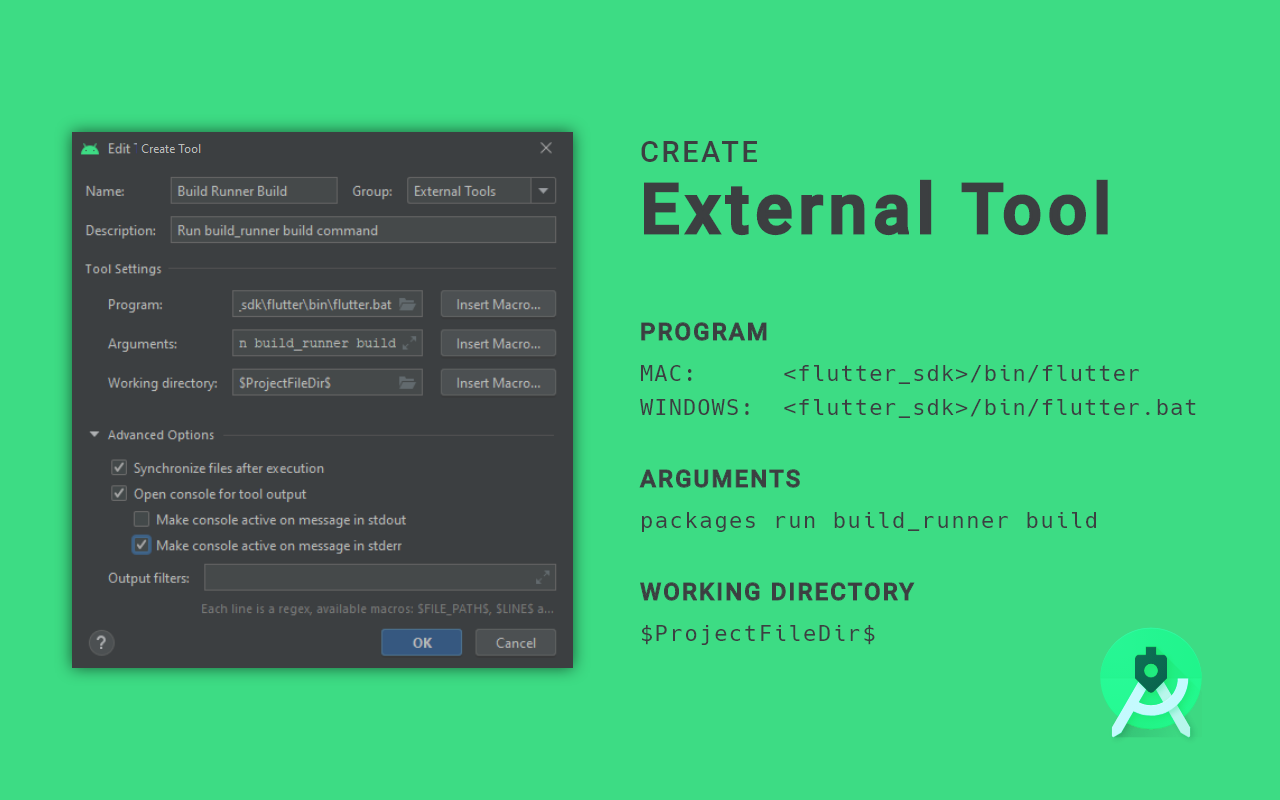 Edit ˜ Create Tool
Name: Build Runner Build Group: External Tools
Description: Run build_runner build command
Tool Settings
Program: _sdk\flutter\bin\flutter.bat Insert Macro...
Arguments: n build_runner build Insert Macro...
Working directory: $ProjectFileDir$ Insert Macro...
Advanced Options
Synchronize files after execution
Open console for tool output
Make console active on message in stdout
Make console active on message in stderr
Output filters:
Each line is a regex, available macros: $FILE_PATH$, $LINE$ a...
? OK Cancel
CREATE
External Tool
PROGRAM
MAC: <flutter_sdk>/bin/flutter
WINDOWS: <flutter_sdk>/bin/flutter.bat
ARGUMENTS
packages run build_runner build
WORKING DIRECTORY
$ProjectFileDir$